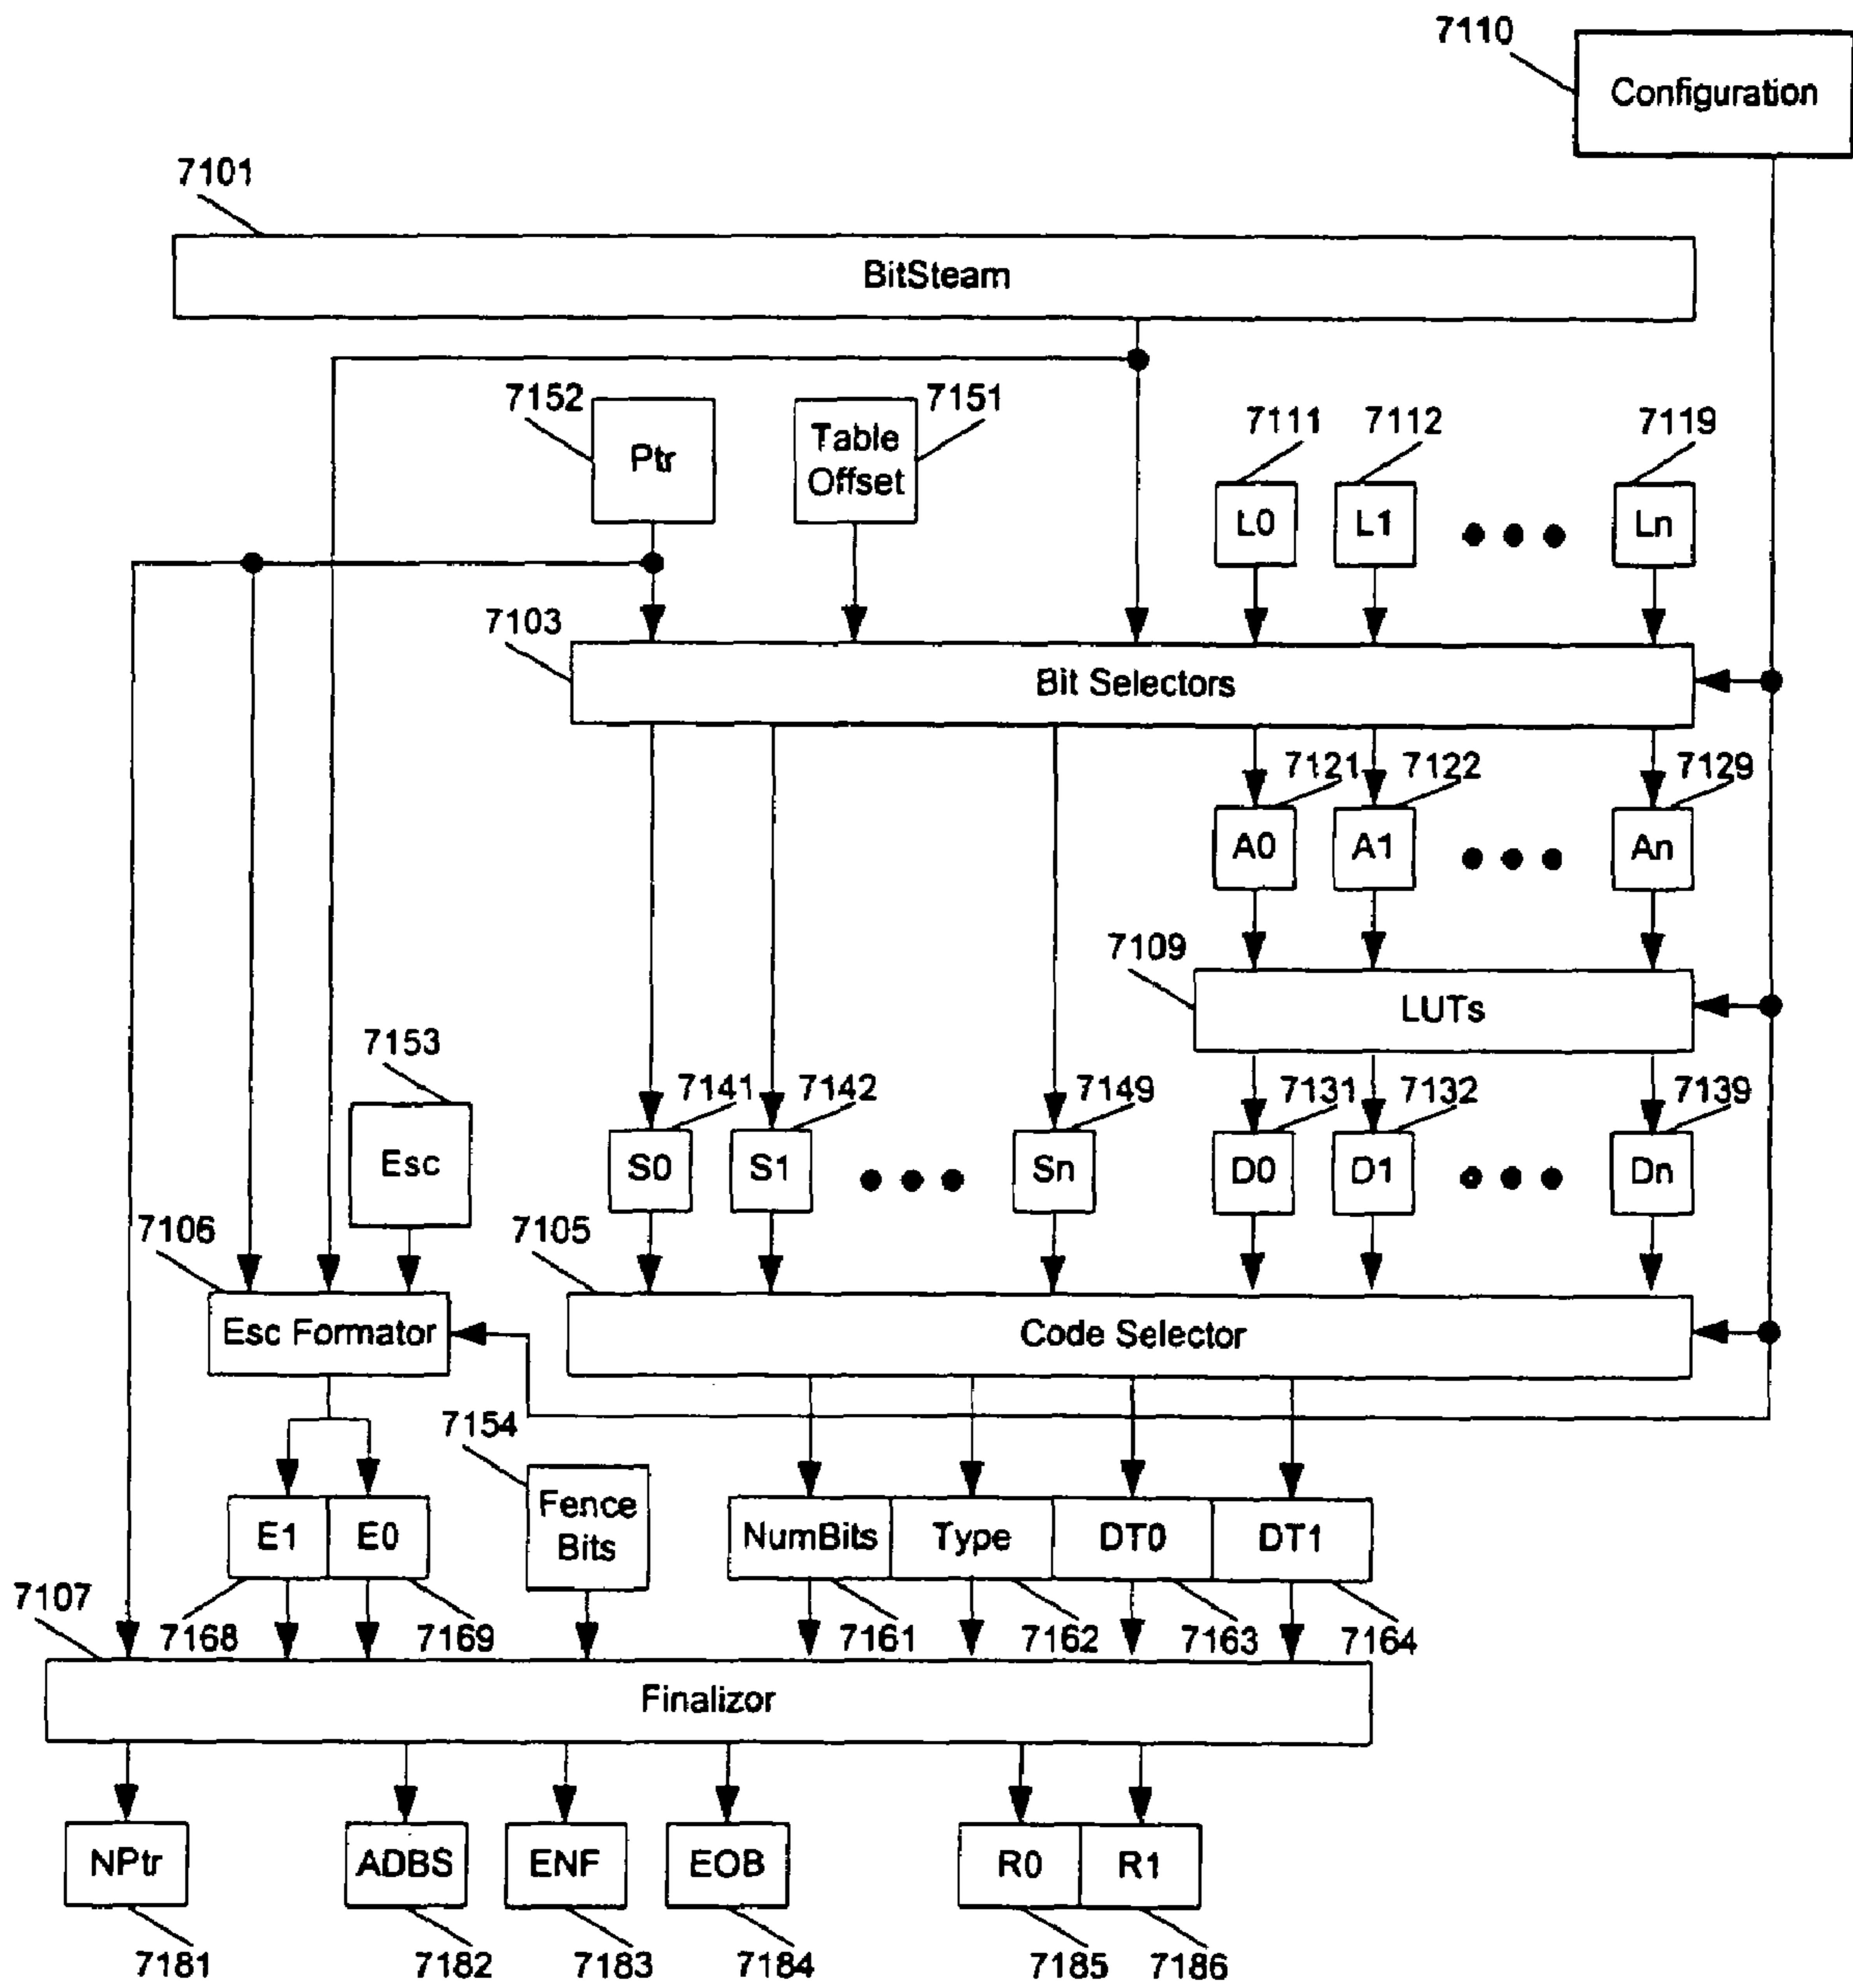 7110
Configuration
7101
BitSteam
7152
Ptr
7151
Table
Offset
7111
7112
7119
L0
L1
Ln
7103
Bit Selectors
7121
7122
7129
A0
A1
An
7109
LUTs
7153
Esc
7141
7142
7149
7131
7132
7139
S0
S1
Sn
D0
D1
Dn
7106
7105
Esc Formator
Code Selector
7154
Fence
Bits
E1
E0
NumBits
Type
DT0
DT1
7107
7168
7169
7161
7162
7163
7164
Finalizor
NPtr
ADBS
ENF
EOB
R0
R1
7181
7182
7183
7184
7185
7186